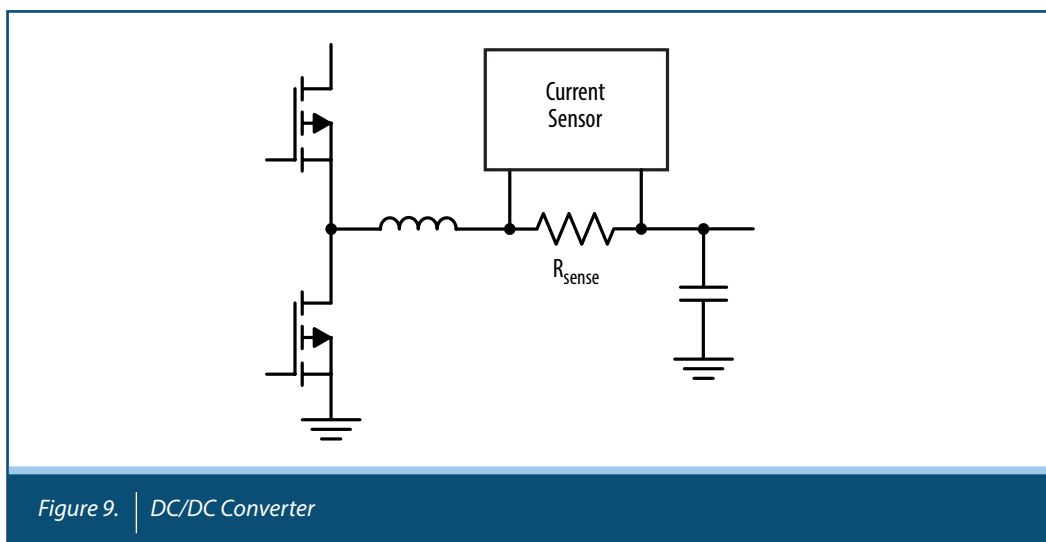 Current
Sensor
Rsense
Figure 9. DC/DC Converter